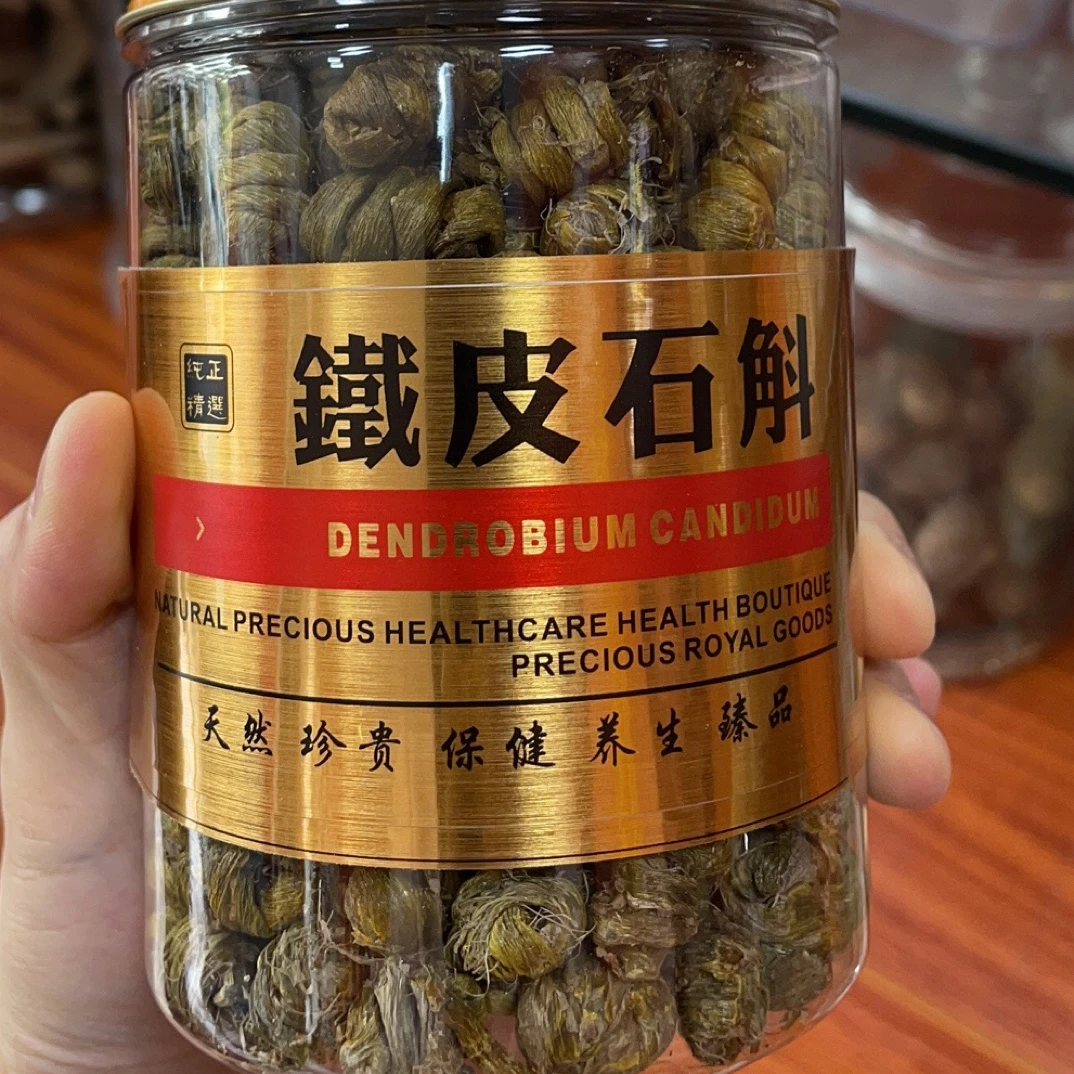 純正
精選
鐵皮石斛
DENDROBIUM CANDIDUM
NATURAL PRECIOUS HEALTHCARE HEALTH BOUTIQUE
PRECIOUS ROYAL GOODS
天然 珍贵 保健 养生 臻品